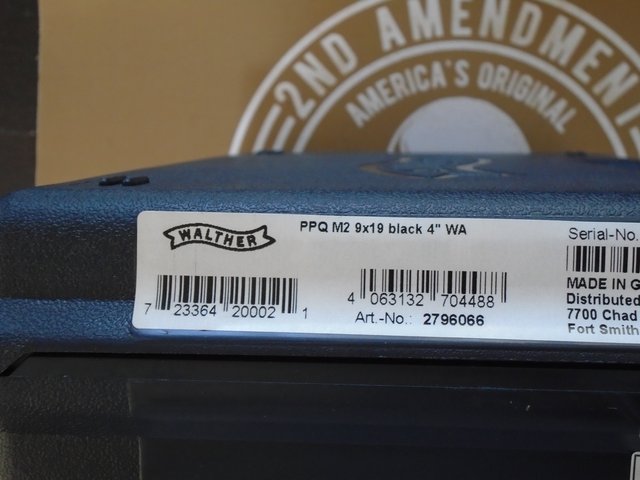 2ND AMENDMENT
AMERICA'S ORIGINAL
WALTHER
PPQ M2 9x19 black 4" WA
Serial-No.
7 23364 20002 1
4 063132 704488
Art.-No.: 2796066
MADE IN G
Distributed
7700 Chad
Fort Smith